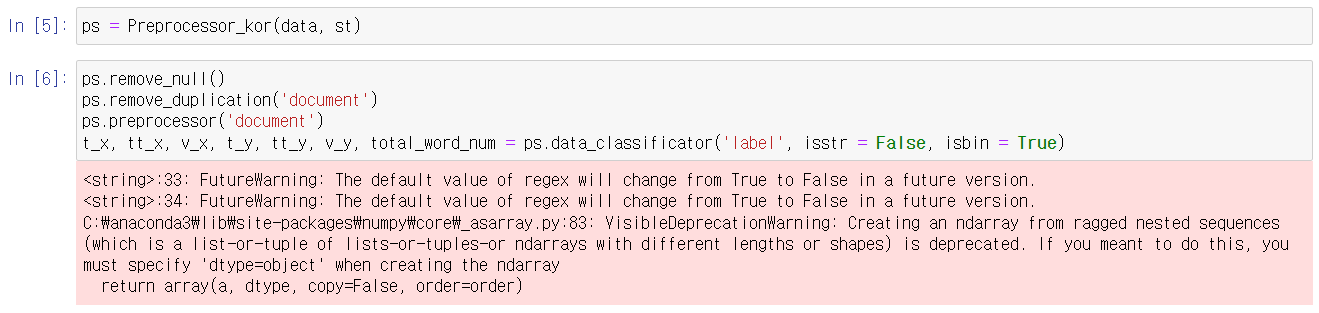 In [5]: ps = Preprocessor_kor(data, st)
In [6]: ps.remove_null()
ps.remove_duplication('document')
ps.preprocessor('document')
t_x, tt_x, v_x, t_y, tt_y, v_y, total_word_num = ps.data_classificator('label', isstr = False, isbin = True)
<string>:33: FutureWarning: The default value of regex will change from True to False in a future version.
<string>:34: FutureWarning: The default value of regex will change from True to False in a future version.
C:₩anaconda3₩lib₩site-packages₩numpy₩core₩_asarray.py:83: VisibleDeprecationWarning: Creating an ndarray from ragged nested sequences
(which is a list-or-tuple of lists-or-tuples-or ndarrays with different lengths or shapes) is deprecated. If you meant to do this, you
must specify 'dtype=object' when creating the ndarray
return array(a, dtype, copy=False, order=order)